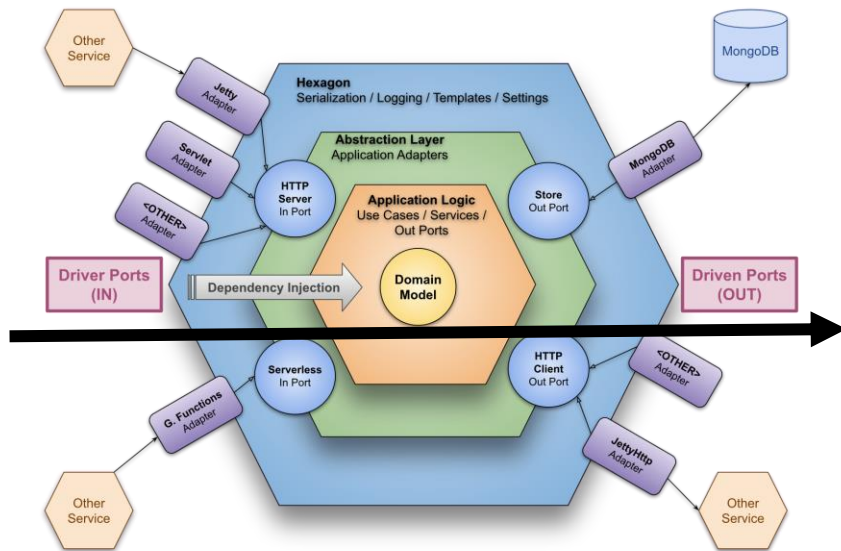 Other
Service
MongoDB
Jetty
Adapter
Hexagon
Serialization / Logging / Templates / Settings
Servlet
Adapter
Abstraction Layer
Application Adapters
MongoDB
Adapter
<OTHER>
Adapter
HTTP
Server
In Port
Store
Out Port
Application Logic
Use Cases / Services /
Out Ports
Driver Ports
(IN)
Dependency Injection
Domain
Model
Driven Ports
(OUT)
Serverless
In Port
HTTP
Client
Out Port
<OTHER>
Adapter
G. Functions
Adapter
JettyHttp
Adapter
Other
Service
Other
Service